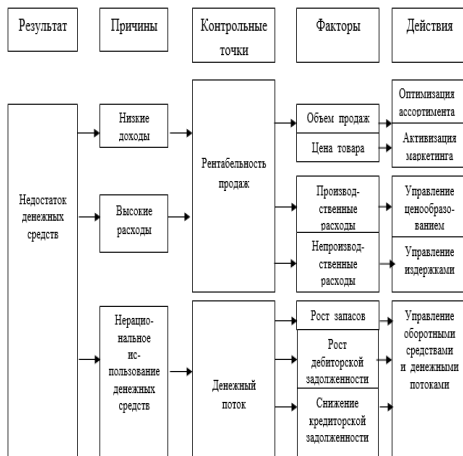 Результат
Причины
Контрольные
точки
Факторы
Действия
Недостаток
денежных
средств
Низкие
доходы
Высокие
расходы
Нерацио-
нальное
ис-
пользование
денежных
средств
Рентабельность
продаж
Денежный
поток
Объем продаж
Цена товара
Производ-
ственные
расходы
Непроизвод-
ственные
расходы
Рост запасов
Рост
дебиторской
задолженности
Снижение
кредиторской
задолженности
Оптимизация
ассортимента
Активизация
маркетинга
Управление
ценообразо-
ванием
Управление
издержками
Управление
оборотными
средствами
и денежными
потоками